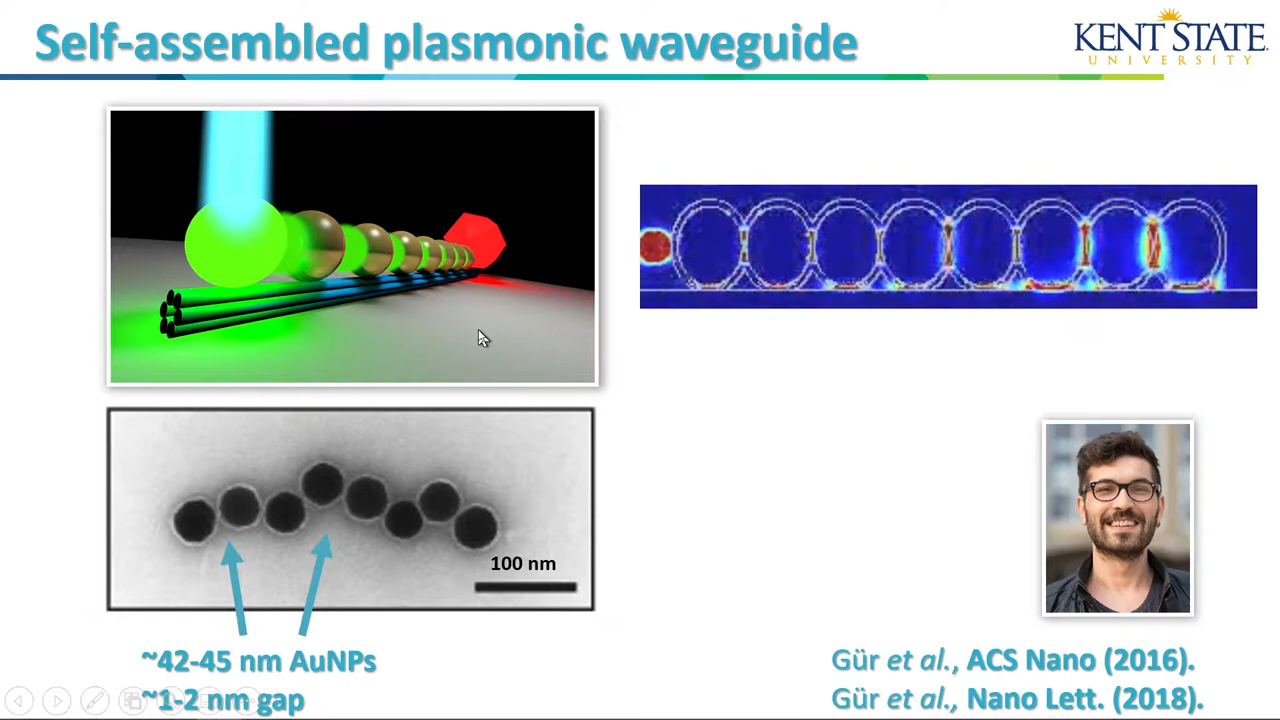 Self-assembled plasmonic waveguide
KENT STATE
UNIVERSITY
100 nm
~42-45 nm AuNPs
~1-2 nm gap
Gür et al., ACS Nano (2016).
Gür et al., Nano Lett. (2018).